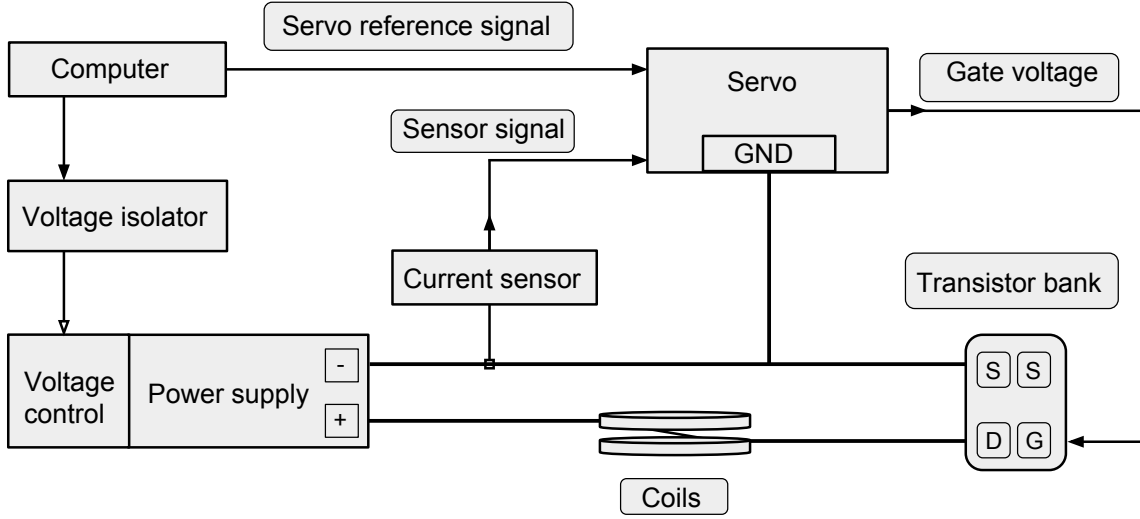 Servo reference signal
Computer
Servo
Gate voltage
Sensor signal
GND
Voltage isolator
Current sensor
Transistor bank
Voltage
control
Power supply
-
+
S S
D G
Coils